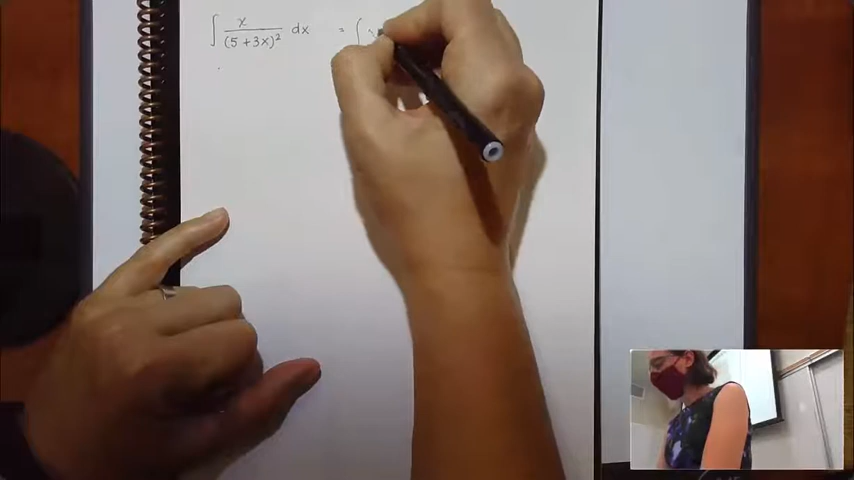 ∫ x / (5 + 3x)² dx = ∫